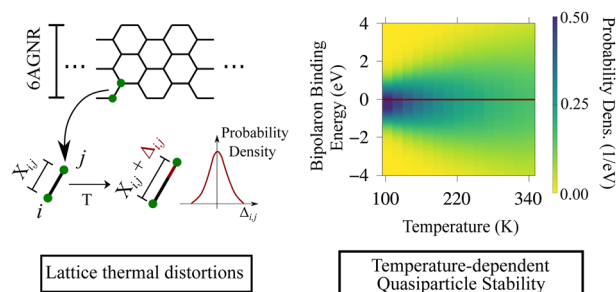 6AGNR
... ...
X_{i,j}
i
j
T
X_{i,j} + Δ_{i,j}
Probability
Density
Δ_{i,j}
Lattice thermal distortions
Bipolaron Binding
Energy (eV)
4
2
0
-2
-4
100 220 340
Temperature (K)
0.50
0.25
0.00
Probability Dens. (1/eV)
Temperature-dependent
Quasiparticle Stability